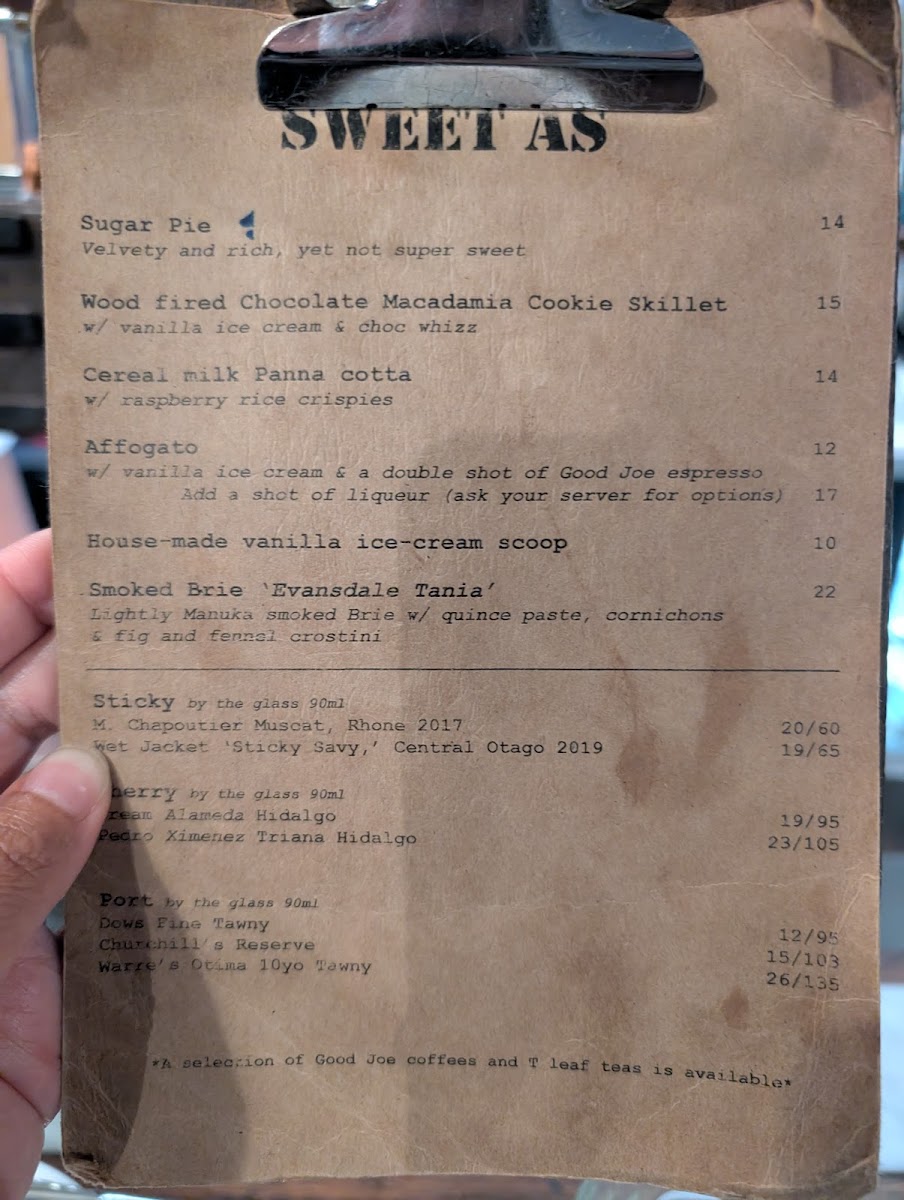 SWEET AS
Sugar Pie 14
Velvety and rich, yet not super sweet
Wood fired Chocolate Macadamia Cookie Skillet 15
w/ vanilla ice cream & choc whizz
Cereal milk Panna cotta 14
w/ raspberry rice crispies
Affogato 12
w/ vanilla ice cream & a double shot of Good Joe espresso
Add a shot of liqueur (ask your server for options) 17
House-made vanilla ice-cream scoop 10
Smoked Brie 'Evansdale Tania' 22
Lightly Manuka smoked Brie w/ quince paste, cornichons
& fig and fennel crostini
Sticky by the glass 90ml
M. Chapoutier Muscat, Rhone 2017 20/60
Wet Jacket 'Sticky Savy,' Central Otago 2019 19/65
herry by the glass 90ml
ream Alameda Hidalgo 19/95
Pedro Ximenez Triana Hidalgo 23/105
Port by the glass 90ml
Dows Fine Tawny 12/95
Churchill's Reserve 15/103
Warre's Otima 10yo Tawny 26/135
*A selection of Good Joe coffees and T leaf teas is available*